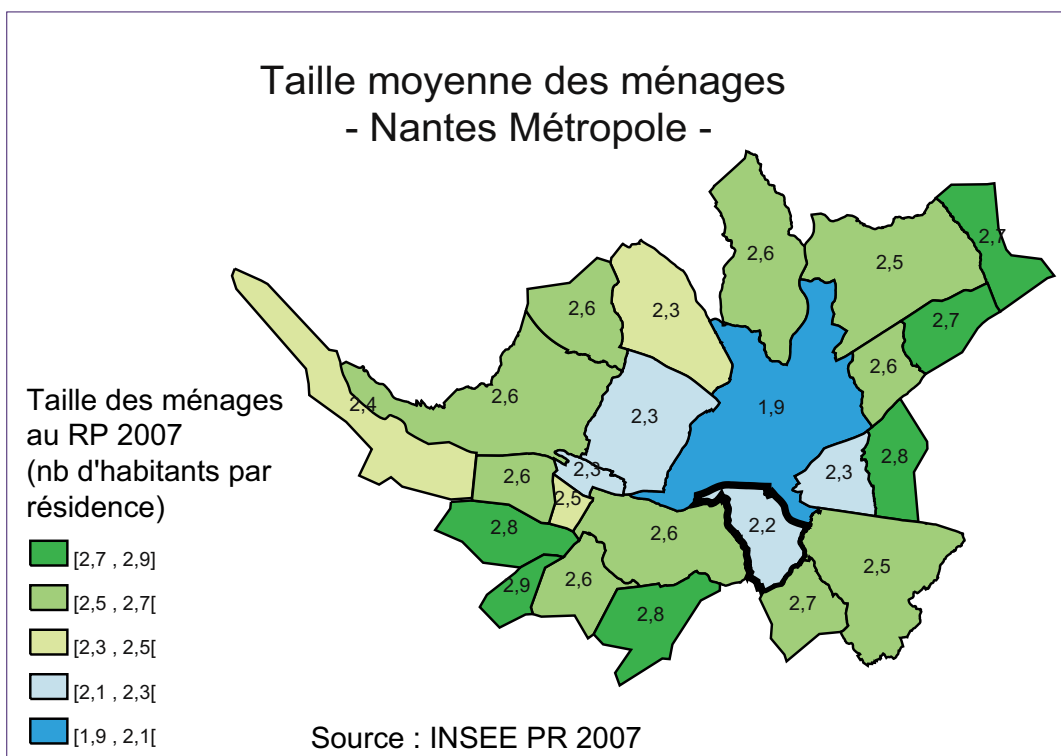 Taille moyenne des ménages
- Nantes Métropole -
2,6
2,7
2,5
2,6
2,3
2,7
2,6
2,4
2,6
2,3
1,9
2,8
2,6
2,3
2,3
2,5
2,8
2,6
2,2
2,5
2,9
2,6
2,8
2,7
Taille des ménages
au RP 2007
(nb d'habitants par
résidence)
[2,7 , 2,9]
[2,5 , 2,7[
[2,3 , 2,5[
[2,1 , 2,3[
[1,9 , 2,1[
Source : INSEE PR 2007